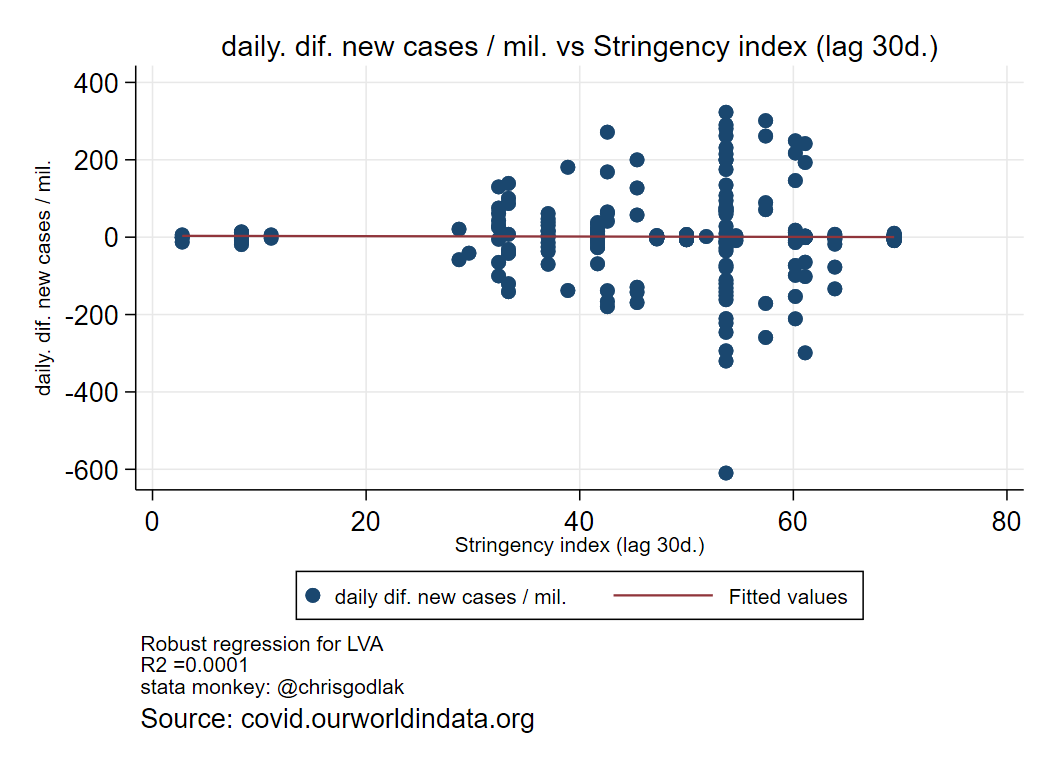 daily. dif. new cases / mil. vs Stringency index (lag 30d.)
daily. dif. new cases / mil.
400
200
0
-200
-400
-600
0 20 40 60 80
Stringency index (lag 30d.)
daily dif. new cases / mil. Fitted values
Robust regression for LVA
R2 =0.0001
stata monkey: @chrisgodlak
Source: covid.ourworldindata.org